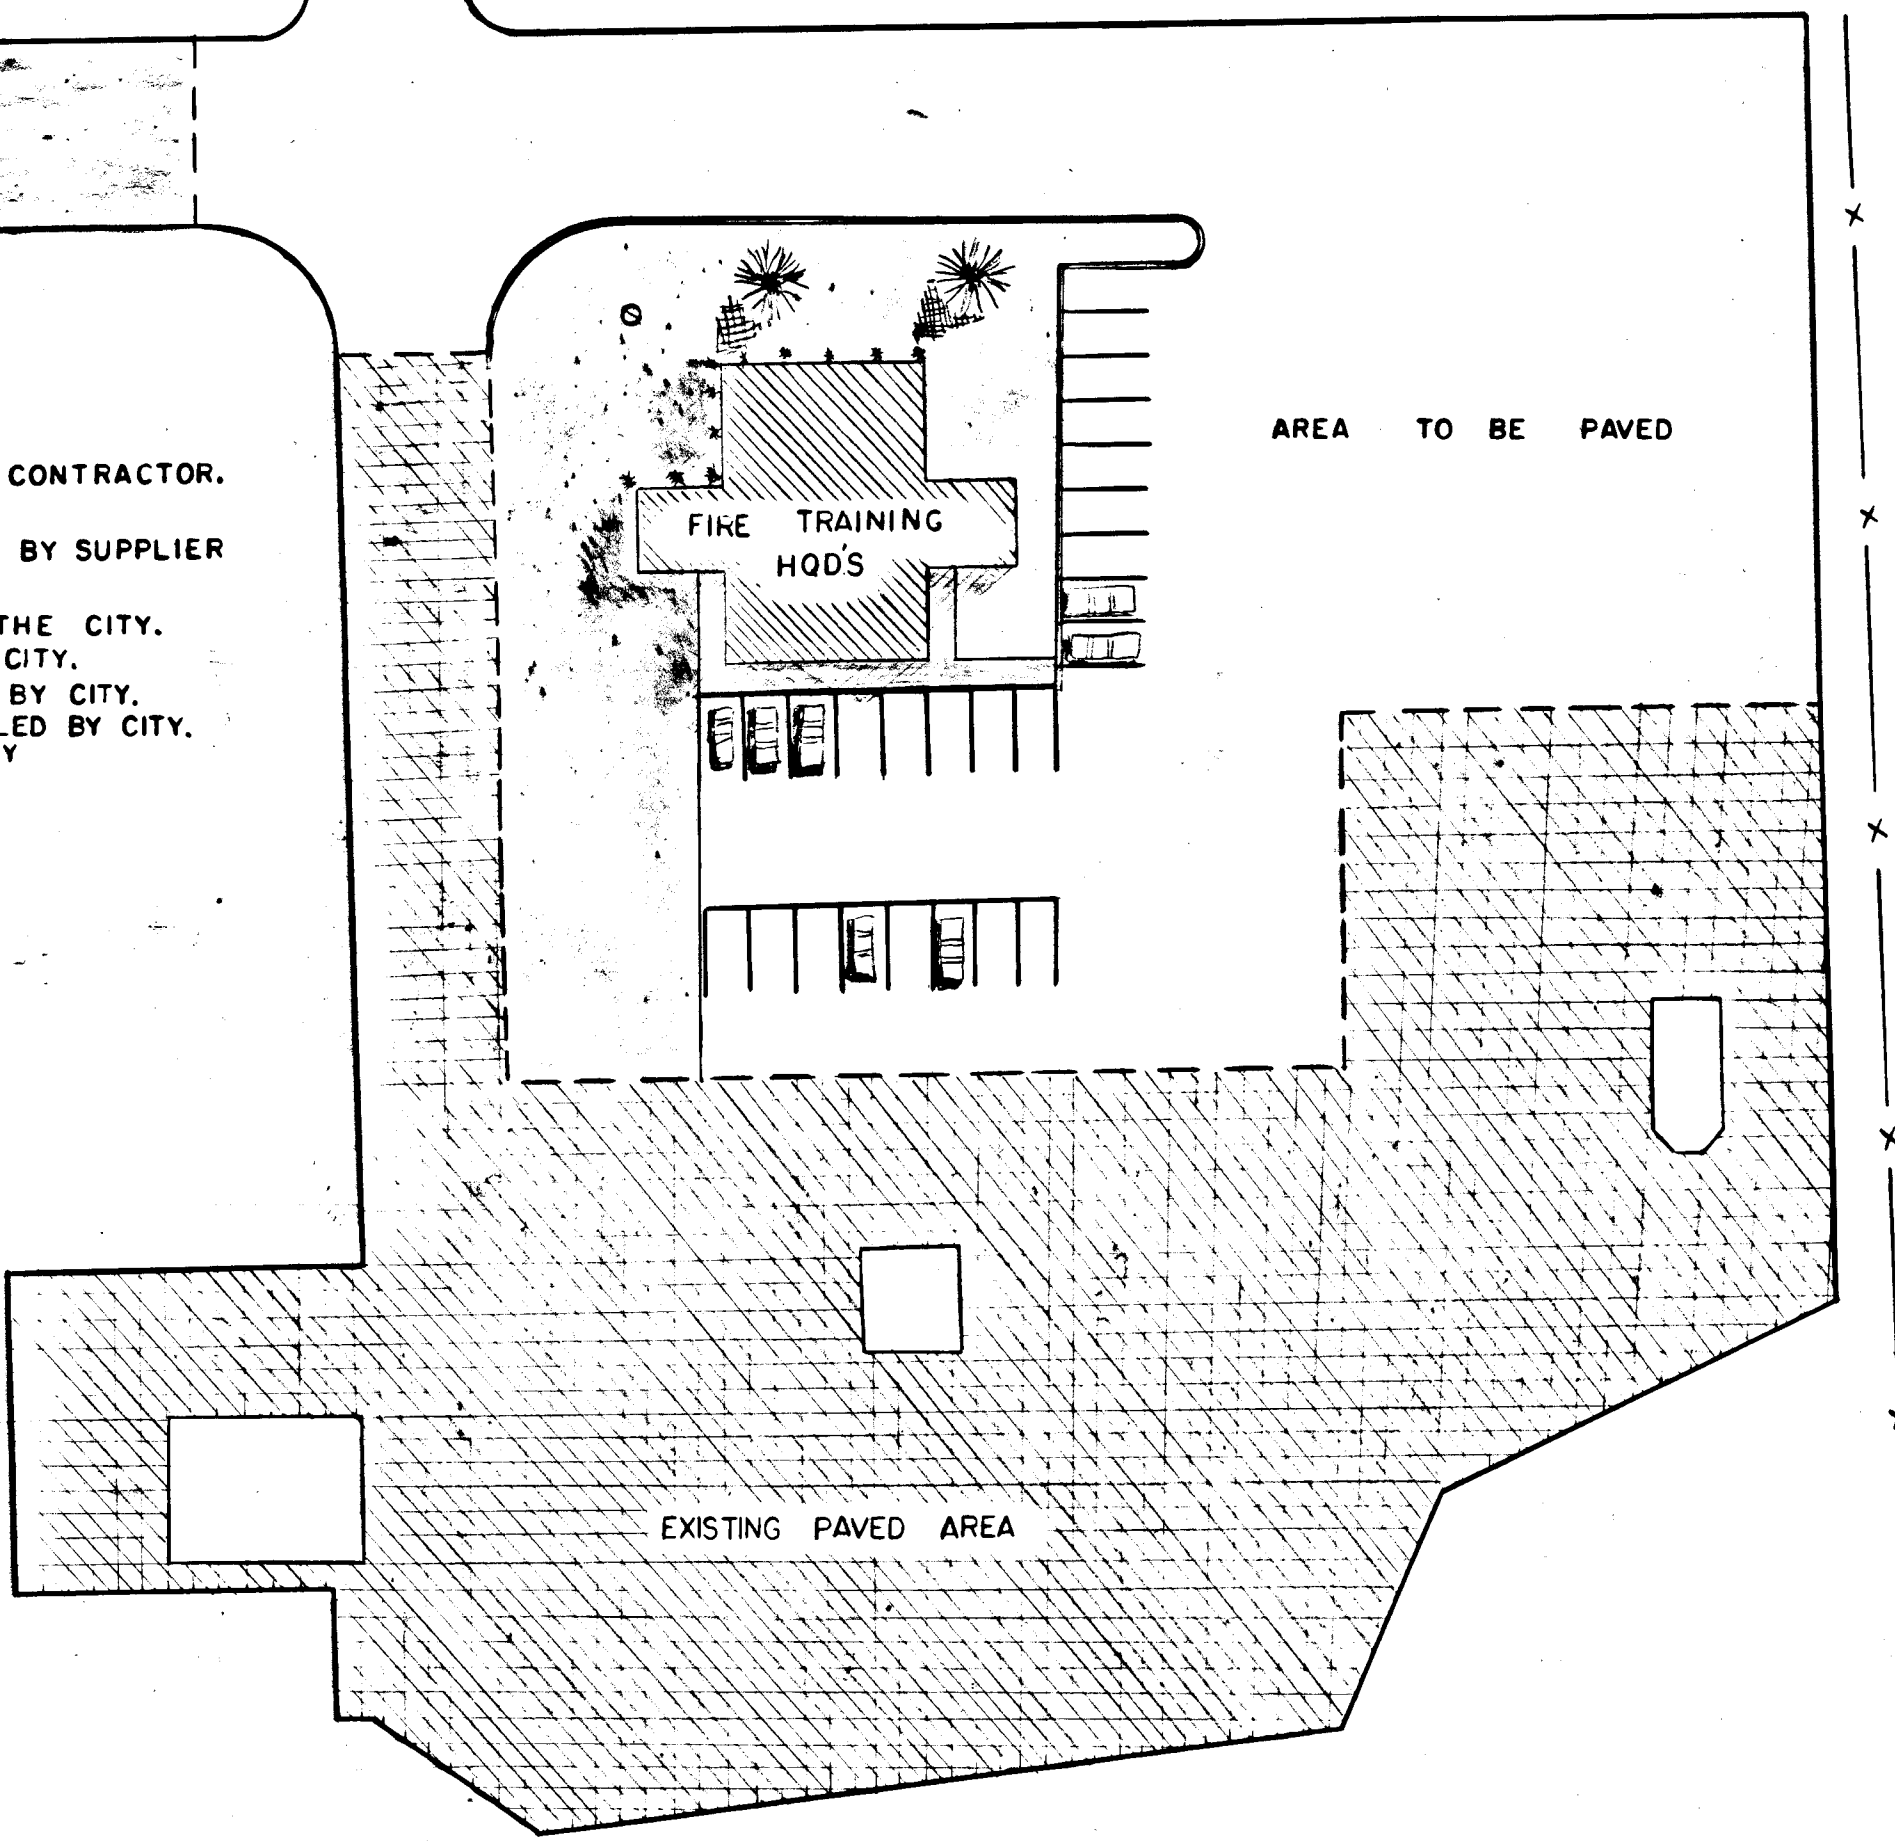 CONTRACTOR.
BY SUPPLIER
THE CITY.
CITY.
BY CITY.
LED BY CITY.
Y
AREA TO BE PAVED
FIRE TRAINING
HQD'S
EXISTING PAVED AREA